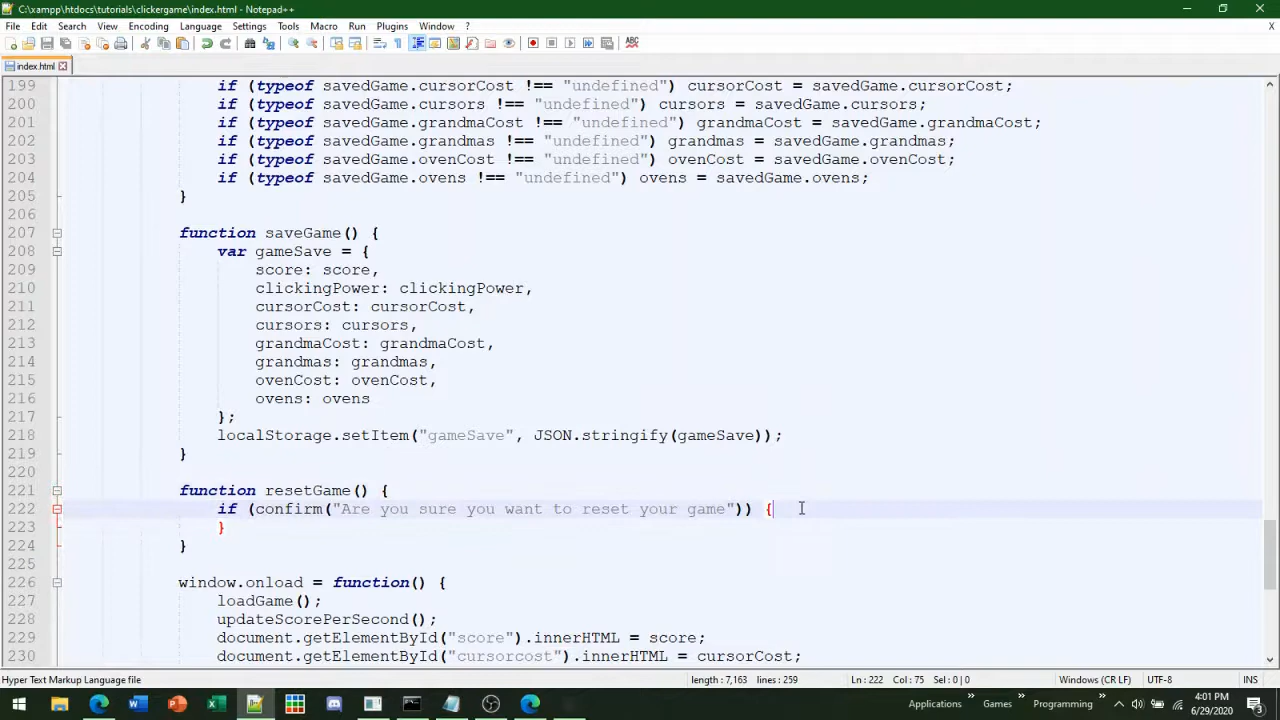 C:\xampp\htdocs\tutorials\clickergame\index.html - Notepad++
File Edit Search View Encoding Language Settings Tools Macro Run Plugins Window ? X
index.html
199 if (typeof savedGame.cursorCost !== "undefined") cursorCost = savedGame.cursorCost;
200 if (typeof savedGame.cursors !== "undefined") cursors = savedGame.cursors;
201 if (typeof savedGame.grandmaCost !== "undefined") grandmaCost = savedGame.grandmaCost;
202 if (typeof savedGame.grandmas !== "undefined") grandmas = savedGame.grandmas;
203 if (typeof savedGame.ovenCost !== "undefined") ovenCost = savedGame.ovenCost;
204 if (typeof savedGame.ovens !== "undefined") ovens = savedGame.ovens;
205 }
206
207 function saveGame() {
208 var gameSave = {
209 score: score,
210 clickingPower: clickingPower,
211 cursorCost: cursorCost,
212 cursors: cursors,
213 grandmaCost: grandmaCost,
214 grandmas: grandmas,
215 ovenCost: ovenCost,
216 ovens: ovens
217 };
218 localStorage.setItem("gameSave", JSON.stringify(gameSave));
219 }
220
221 function resetGame() {
222 if (confirm("Are you sure you want to reset your game")) {
223 }
224 }
225
226 window.onload = function() {
227 loadGame();
228 updateScorePerSecond();
229 document.getElementById("score").innerHTML = score;
230 document.getElementById("cursorcost").innerHTML = cursorCost;
Hyper Text Markup Language file length : 7,163 lines : 259 Ln : 222 Col : 75 Sel : 0 | 0 Windows (CR LF) UTF-8 INS
Applications » Games » Programming » 4:01 PM
6/29/2020 3